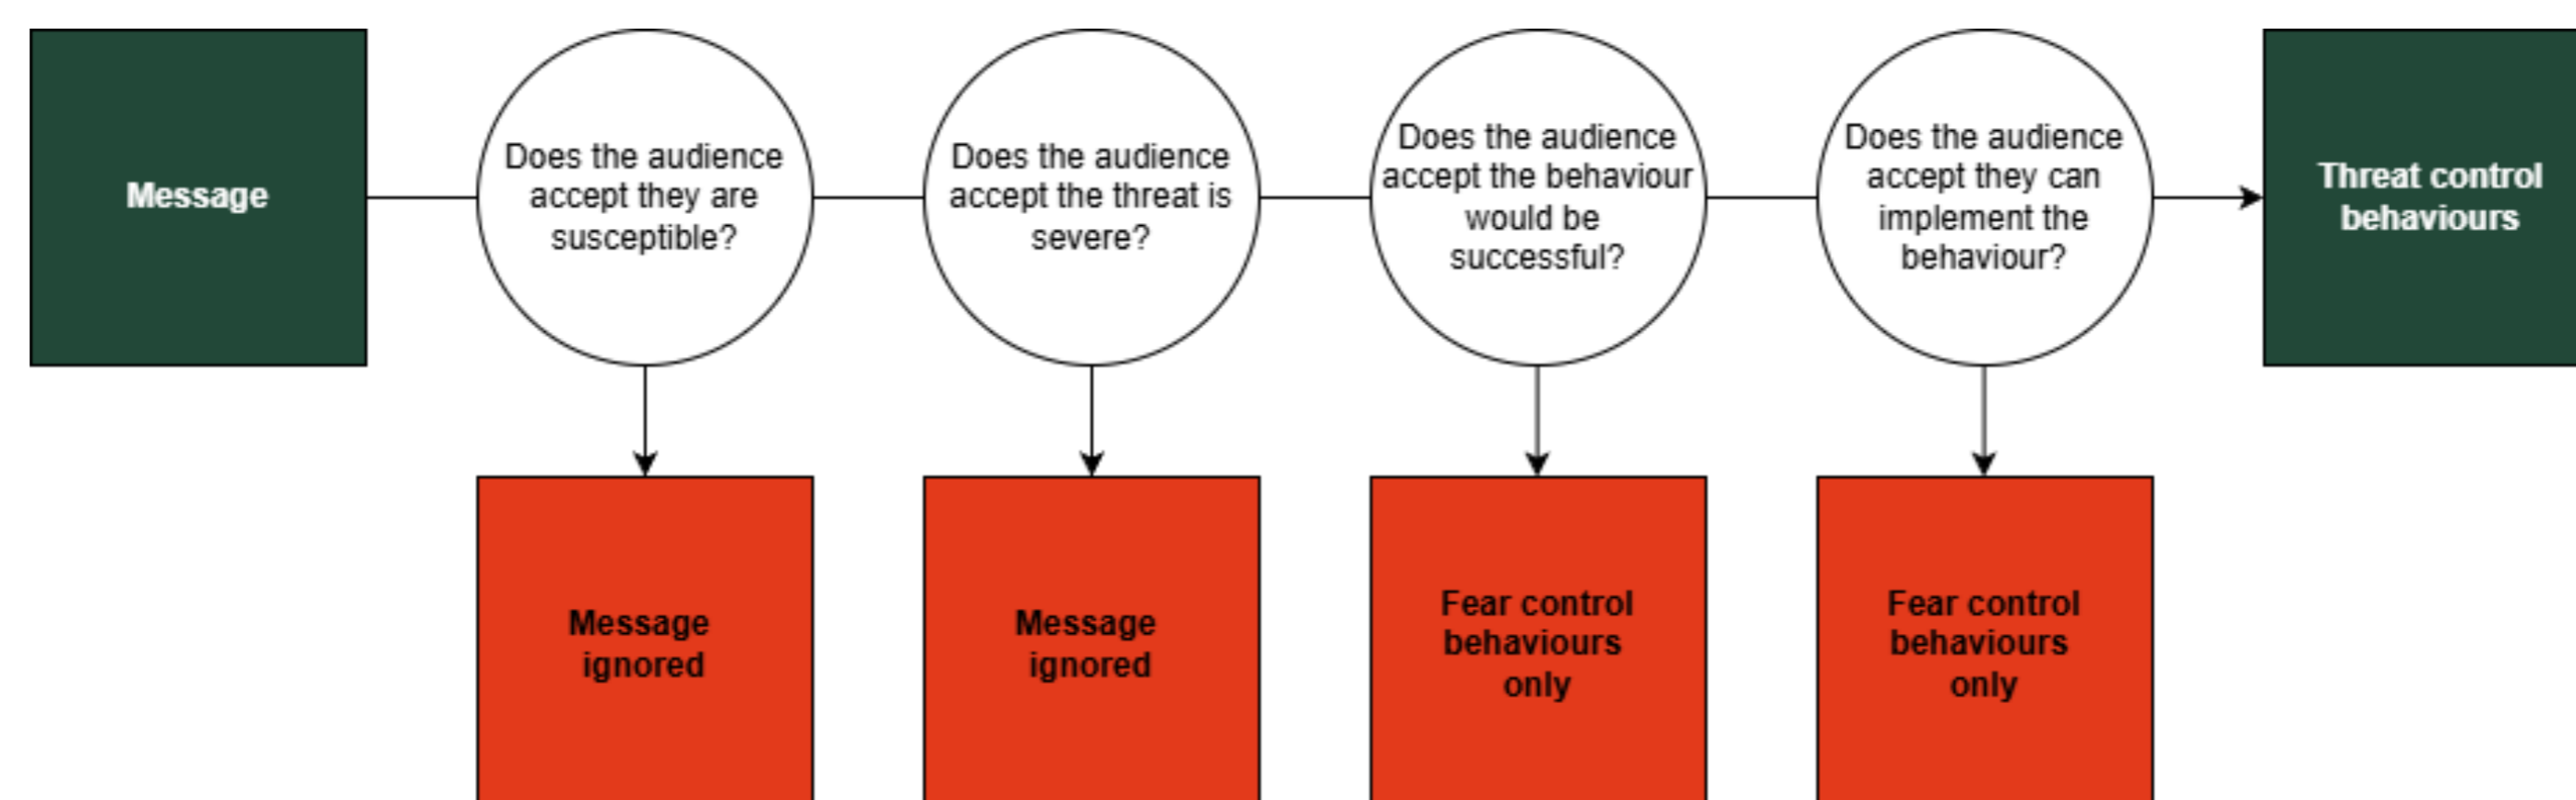 Message
Does the audience
accept they are
susceptible?
Does the audience
accept the threat is
severe?
Does the audience
accept the behaviour
would be
successful?
Does the audience
accept they can
implement the
behaviour?
Threat control
behaviours
Message
ignored
Message
ignored
Fear control
behaviours
only
Fear control
behaviours
only